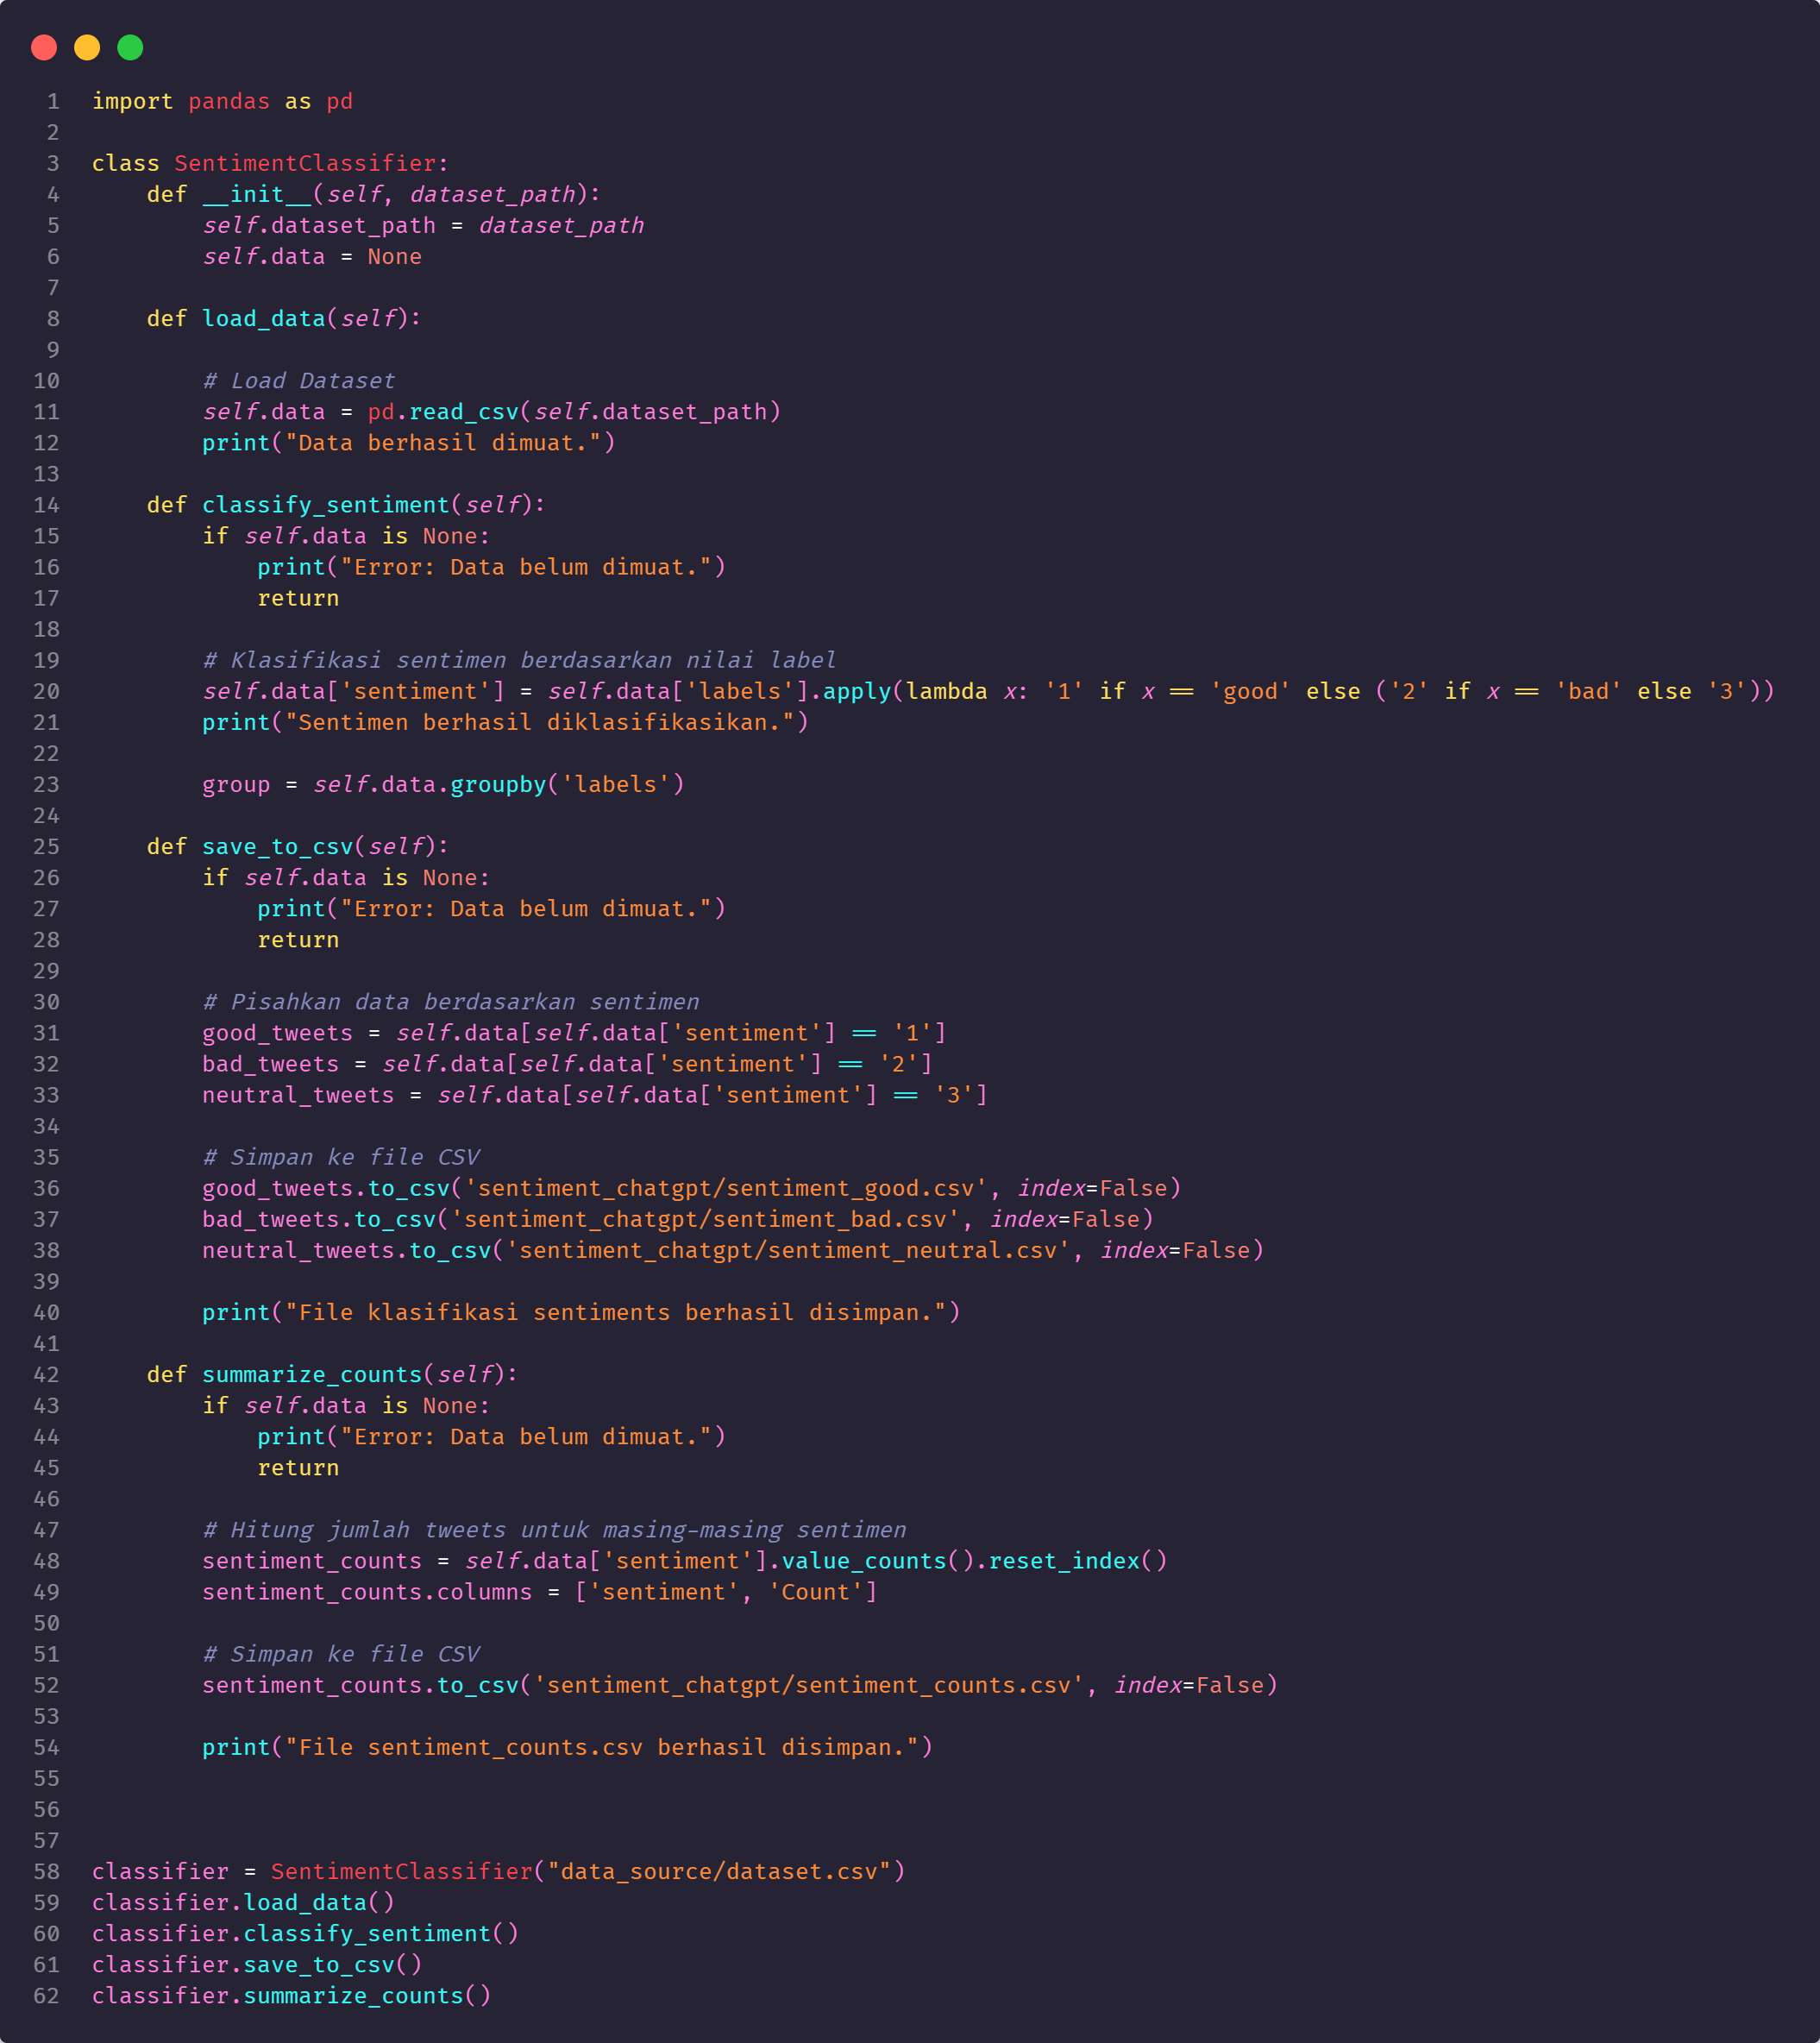 1 import pandas as pd
2
3 class SentimentClassifier:
4     def __init__(self, dataset_path):
5         self.dataset_path = dataset_path
6         self.data = None
7
8     def load_data(self):
9
10         # Load Dataset
11         self.data = pd.read_csv(self.dataset_path)
12         print("Data berhasil dimuat.")
13
14     def classify_sentiment(self):
15         if self.data is None:
16             print("Error: Data belum dimuat.")
17             return
18
19         # Klasifikasi sentimen berdasarkan nilai label
20         self.data['sentiment'] = self.data['labels'].apply(lambda x: '1' if x == 'good' else ('2' if x == 'bad' else '3'))
21         print("Sentimen berhasil diklasifikasikan.")
22
23         group = self.data.groupby('labels')
24
25     def save_to_csv(self):
26         if self.data is None:
27             print("Error: Data belum dimuat.")
28             return
29
30         # Pisahkan data berdasarkan sentimen
31         good_tweets = self.data[self.data['sentiment'] == '1']
32         bad_tweets = self.data[self.data['sentiment'] == '2']
33         neutral_tweets = self.data[self.data['sentiment'] == '3']
34
35         # Simpan ke file CSV
36         good_tweets.to_csv('sentiment_chatgpt/sentiment_good.csv', index=False)
37         bad_tweets.to_csv('sentiment_chatgpt/sentiment_bad.csv', index=False)
38         neutral_tweets.to_csv('sentiment_chatgpt/sentiment_neutral.csv', index=False)
39
40         print("File klasifikasi sentiments berhasil disimpan.")
41
42     def summarize_counts(self):
43         if self.data is None:
44             print("Error: Data belum dimuat.")
45             return
46
47         # Hitung jumlah tweets untuk masing-masing sentimen
48         sentiment_counts = self.data['sentiment'].value_counts().reset_index()
49         sentiment_counts.columns = ['sentiment', 'Count']
50
51         # Simpan ke file CSV
52         sentiment_counts.to_csv('sentiment_chatgpt/sentiment_counts.csv', index=False)
53
54         print("File sentiment_counts.csv berhasil disimpan.")
55
56
57
58 classifier = SentimentClassifier("data_source/dataset.csv")
59 classifier.load_data()
60 classifier.classify_sentiment()
61 classifier.save_to_csv()
62 classifier.summarize_counts()